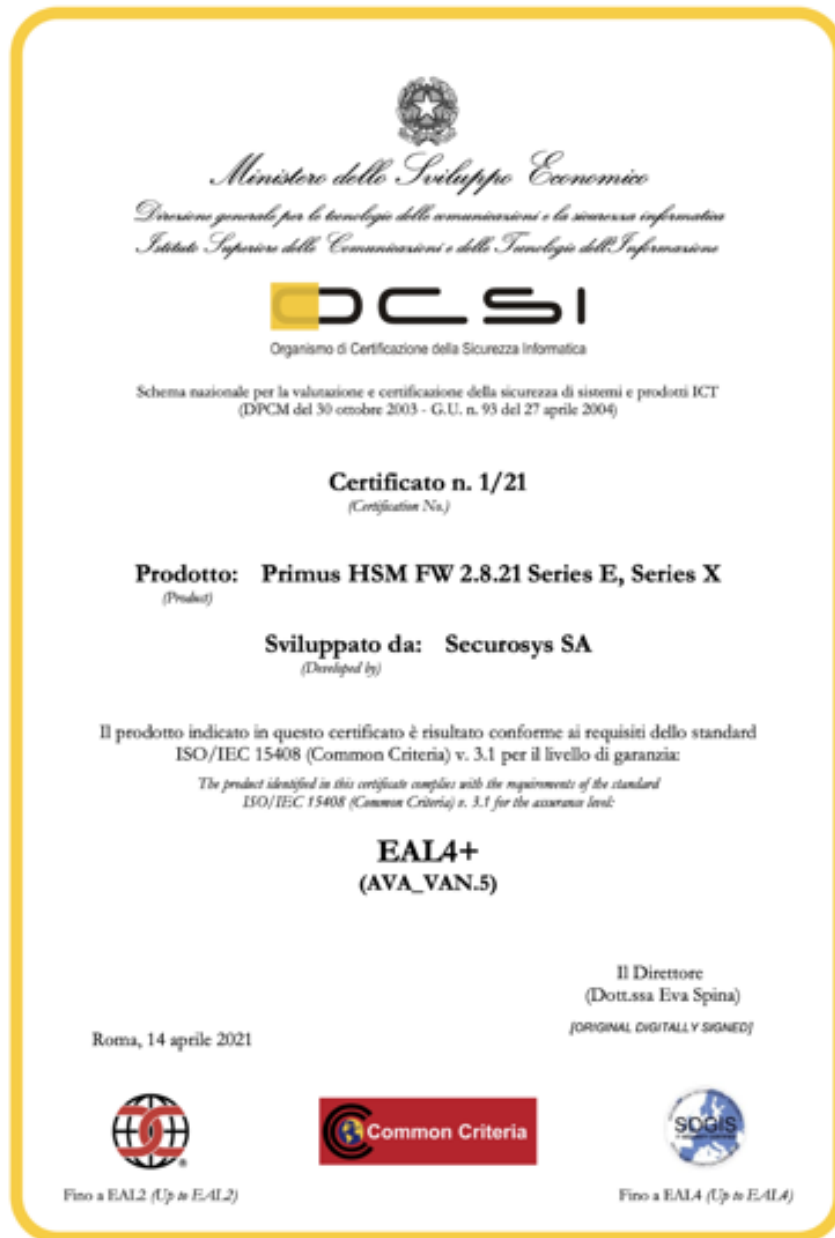 Ministero dello Sviluppo Economico
Direzione generale per le tecnologie delle comunicazioni e la sicurezza informatica
Istituto Superiore delle Comunicazioni e delle Tecnologie dell'Informazione
OCSI
Organismo di Certificazione della Sicurezza Informatica
Schema nazionale per la valutazione e certificazione della sicurezza di sistemi e prodotti ICT
(DPCM del 30 ottobre 2003 - G.U. n. 93 del 27 aprile 2004)
Certificato n. 1/21
(Certification No.)
Prodotto: Primus HSM FW 2.8.21 Series E, Series X
(Product)
Sviluppato da: Securosys SA
(Developed by)
Il prodotto indicato in questo certificato è risultato conforme ai requisiti dello standard
ISO/IEC 15408 (Common Criteria) v. 3.1 per il livello di garanzia:
The product identified in this certificate complies with the requirements of the standard
ISO/IEC 15408 (Common Criteria) v. 3.1 for the assurance level:
EAL4+
(AVA_VAN.5)
Il Direttore
(Dott.ssa Eva Spina)
[ORIGINAL DIGITALLY SIGNED]
Roma, 14 aprile 2021
Common Criteria
SOGIS
Fino a EAL2 (Up to EAL2)
Fino a EAL4 (Up to EAL4)